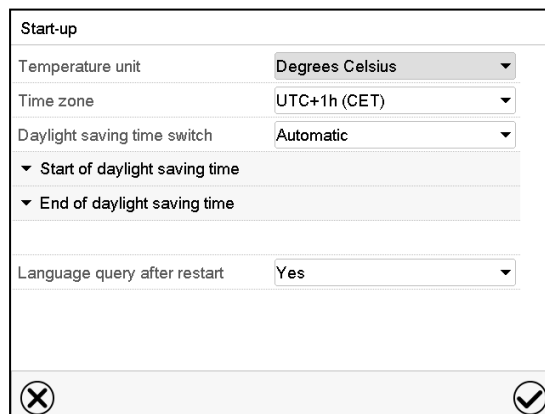 Start-up
Temperature unit Degrees Celsius
Time zone UTC+1h (CET)
Daylight saving time switch Automatic
Start of daylight saving time
End of daylight saving time
Language query after restart Yes